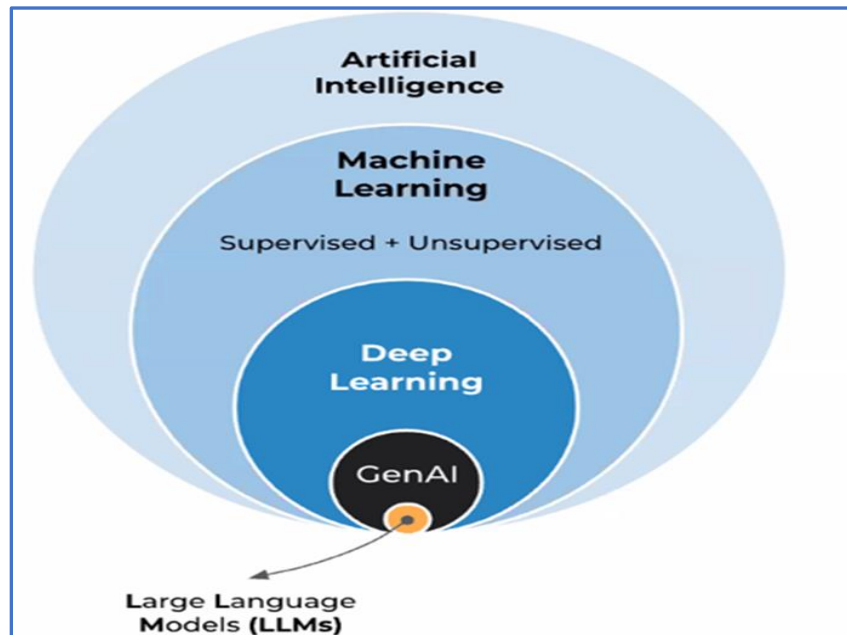 Artificial
Intelligence
Machine
Learning
Supervised + Unsupervised
Deep
Learning
GenAI
Large Language
Models (LLMs)